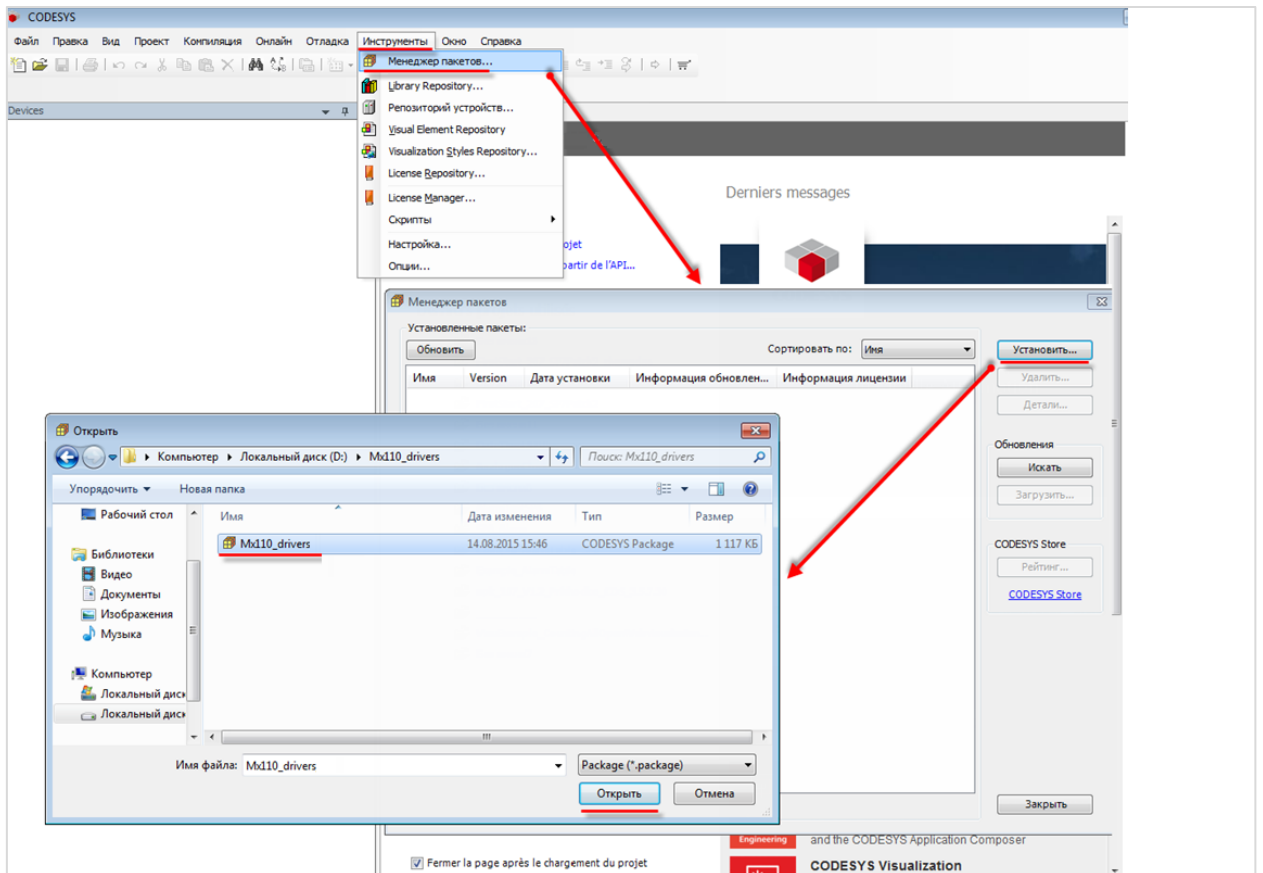 CODESYS
Файл Правка Вид Проект Компиляция Онлайн Отладка Инструменты Окно Справка
Менеджер пакетов...
Library Repository...
Репозиторий устройств...
Visual Element Repository
Visualization Styles Repository...
License Repository...
License Manager...
Скрипты
Настройка...
Опции...
Devices
Derniers messages
ojet
partir de l'API...
Менеджер пакетов
Установленные пакеты:
Обновить
Сортировать по: Имя
Установить...
Имя Version Дата установки Информация обновлен... Информация лицензии
Удалить...
Детали...
Обновления
Искать
Загрузить...
CODESYS Store
Рейтинг...
CODESYS Store
Закрыть
Открыть
Компьютер Локальный диск (D:) Mx110_drivers
Поиск: Mx110_drivers
Упорядочить Новая папка
Рабочий стол
Библиотеки
Видео
Документы
Изображения
Музыка
Компьютер
Локальный диск
Локальный диск
Имя Дата изменения Тип Размер
Mx110_drivers 14.08.2015 15:46 CODESYS Package 1 117 КБ
Имя файла: Mx110_drivers
Package (*.package)
Открыть Отмена
Engineering
and the CODESYS Application Composer
Fermer la page après le chargement du projet
CODESYS Visualization